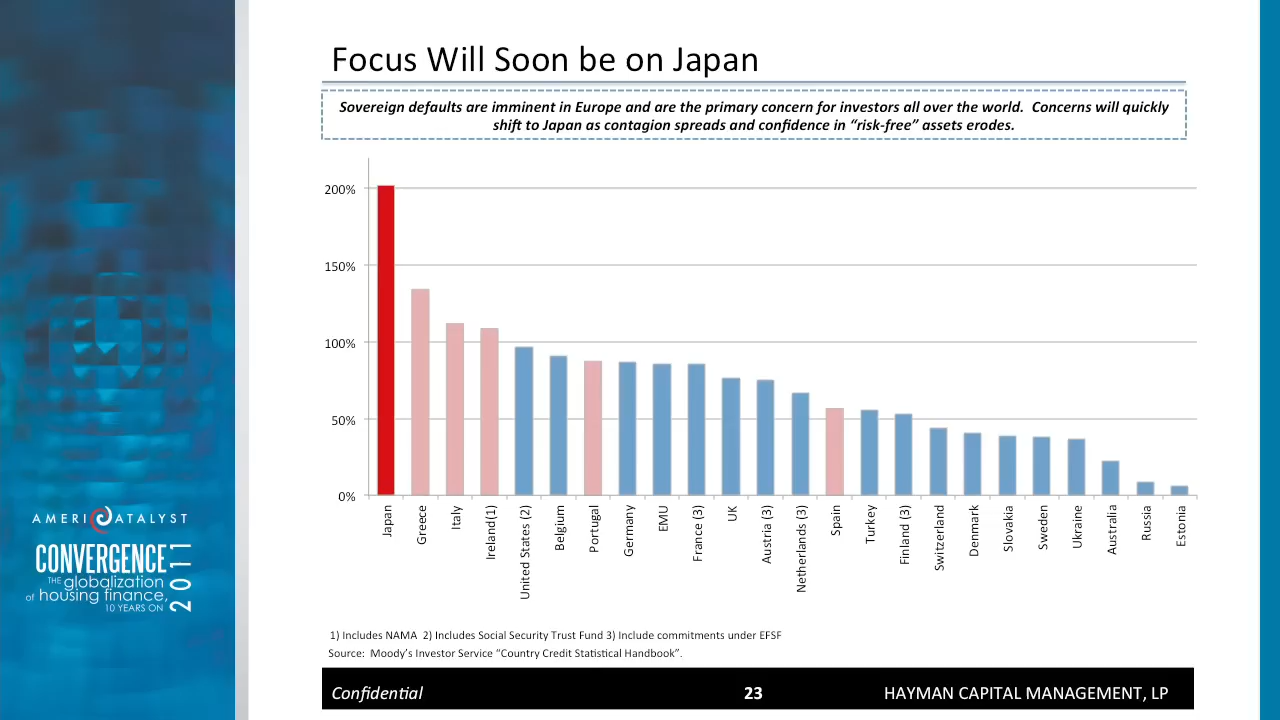 Focus Will Soon be on Japan
Sovereign defaults are imminent in Europe and are the primary concern for investors all over the world. Concerns will quickly
shift to Japan as contagion spreads and confidence in “risk-free” assets erodes.
200%
150%
100%
50%
0%
Japan
Greece
Italy
Ireland(1)
United States (2)
Belgium
Portugal
Germany
EMU
France (3)
UK
Austria (3)
Netherlands (3)
Spain
Turkey
Finland (3)
Switzerland
Denmark
Slovakia
Sweden
Ukraine
Australia
Russia
Estonia
1) Includes NAMA 2) Includes Social Security Trust Fund 3) Include commitments under EFSF
Source: Moody’s Investor Service “Country Credit Statistical Handbook”.
Confidential 23 HAYMAN CAPITAL MANAGEMENT, LP
AMERI CATALYST
CONVERGENCE
THE globalization
of housing finance,
10 YEARS ON
2011